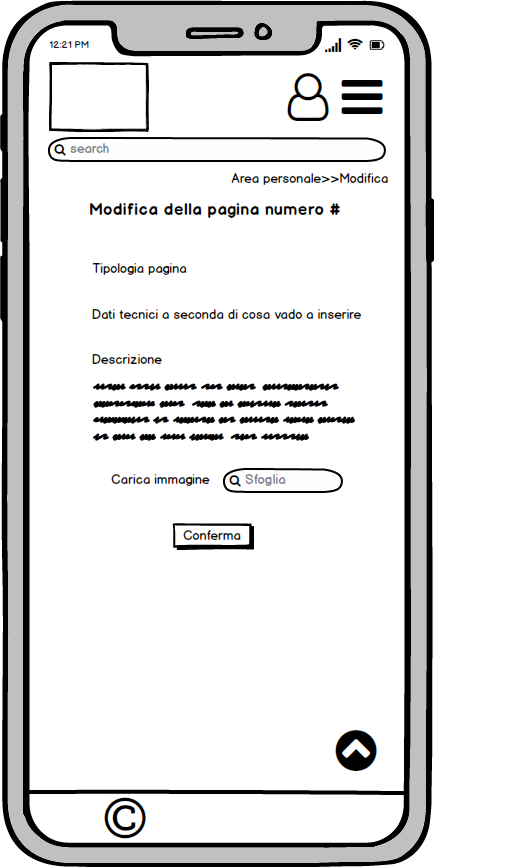 12:21 PM
search
Area personale>>Modifica
Modifica della pagina numero #
Tipologia pagina
Dati tecnici a seconda di cosa vado a inserire
Descrizione
Carica immagine Sfoglia
Conferma
©